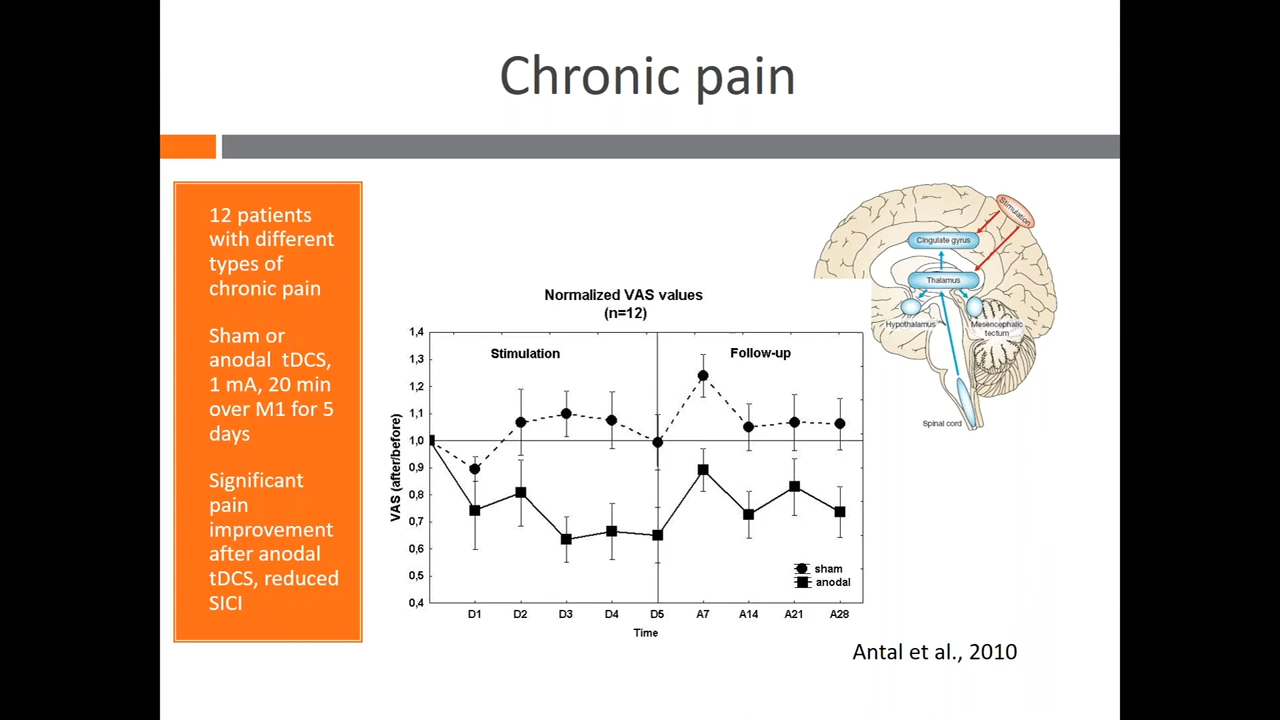 Chronic pain
12 patients
with different
types of
chronic pain
Sham or
anodal tDCS,
1 mA, 20 min
over M1 for 5
days
Significant
pain
improvement
after anodal
tDCS, reduced
SICI
Normalized VAS values
(n=12)
Stimulation
Follow-up
VAS (after/before)
1,4
1,3
1,2
1,1
1,0
0,9
0,8
0,7
0,6
0,5
0,4
sham
anodal
D1 D2 D3 D4 D5 A7 A14 A21 A28
Time
Stimulation
Cingulate gyrus
Thalamus
Hypothalamus
Mesencephalic
tectum
Spinal cord
Antal et al., 2010